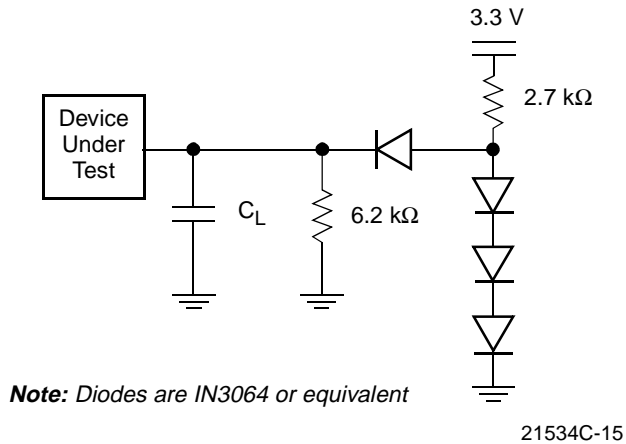 3.3 V
2.7 kΩ
Device
Under
Test
C_L
6.2 kΩ
Note: Diodes are IN3064 or equivalent
21534C-15